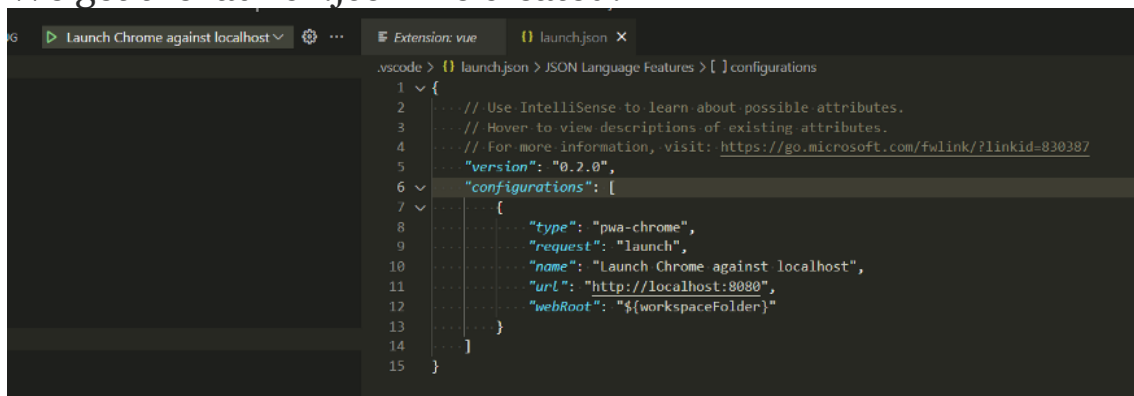 G Launch Chrome against localhost ...
Extension: vue {} launch.json ×
.vscode > {} launch.json > JSON Language Features > [ ] configurations
1 {
2 // Use IntelliSense to learn about possible attributes.
3 // Hover to view descriptions of existing attributes.
4 // For more information, visit: https://go.microsoft.com/fwlink/?linkid=830387
5 "version": "0.2.0",
6 "configurations": [
7 {
8 "type": "pwa-chrome",
9 "request": "launch",
10 "name": "Launch Chrome against localhost",
11 "url": "http://localhost:8080",
12 "webRoot": "${workspaceFolder}"
13 }
14 ]
15 }